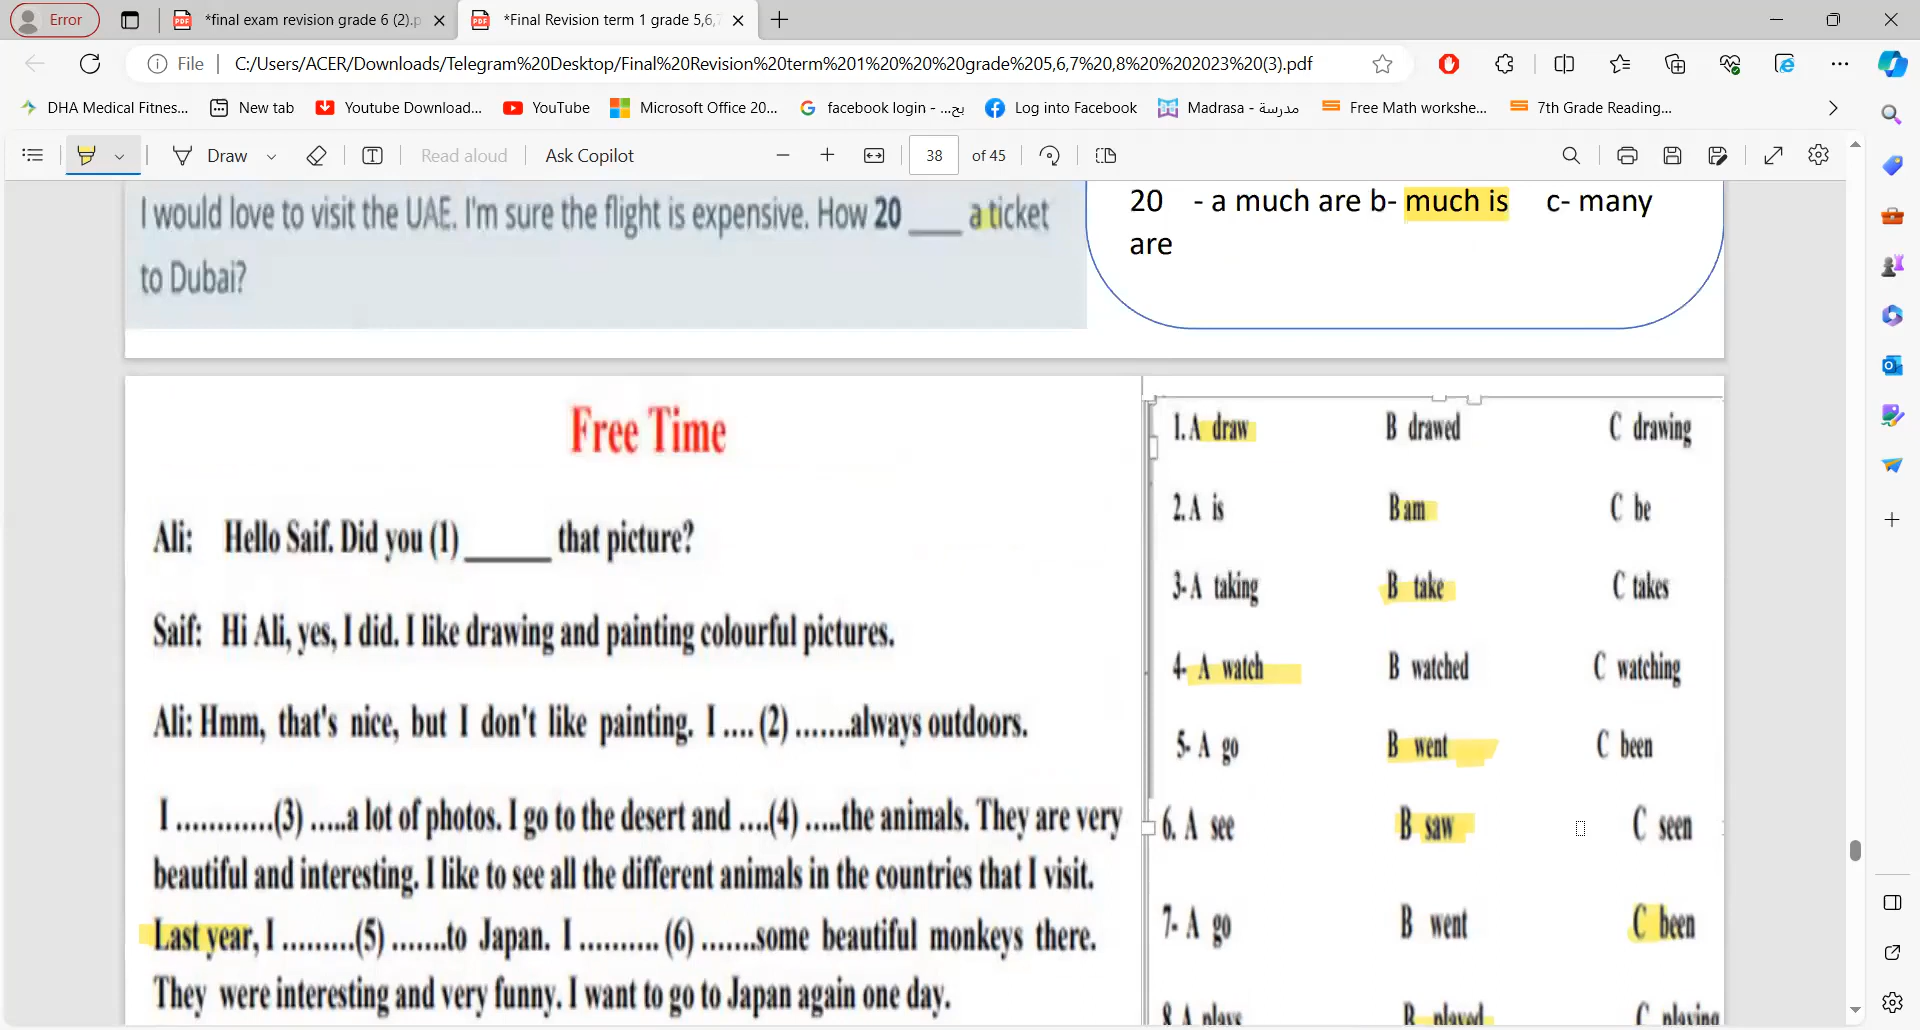 Error
*final exam revision grade 6 (2).p
*Final Revision term 1 grade 5,6,7
File
C:/Users/ACER/Downloads/Telegram%20Desktop/Final%20Revision%20term%201%20%20%20grade%205,6,7%20,8%20%202023%20(3).pdf
DHA Medical Fitnes...
New tab
Youtube Download...
YouTube
Microsoft Office 20...
facebook login - ...بح
Log into Facebook
Madrasa - مدرسة
Free Math workshe...
7th Grade Reading...
Draw
Read aloud
Ask Copilot
38
of 45
I would love to visit the UAE. I'm sure the flight is expensive. How 20 ____ a ticket
to Dubai?
20 - a much are b- much is c- many
are
Free Time
Ali: Hello Saif. Did you (1) ______ that picture?
Saif: Hi Ali, yes, I did. I like drawing and painting colourful pictures.
Ali: Hmm, that's nice, but I don't like painting. I ....(2) .......always outdoors.
I ............(3) .....a lot of photos. I go to the desert and ....(4) .....the animals. They are very
beautiful and interesting. I like to see all the different animals in the countries that I visit.
Last year, I .........(5) .......to Japan. I .......... (6) .......some beautiful monkeys there.
They were interesting and very funny. I want to go to Japan again one day.
1. A draw B drawed C drawing
2. A is B am C be
3- A taking B take C takes
4- A watch B watched C watching
5- A go B went C been
6. A see B saw C seen
7- A go B went C been
8 A plays B played C playing